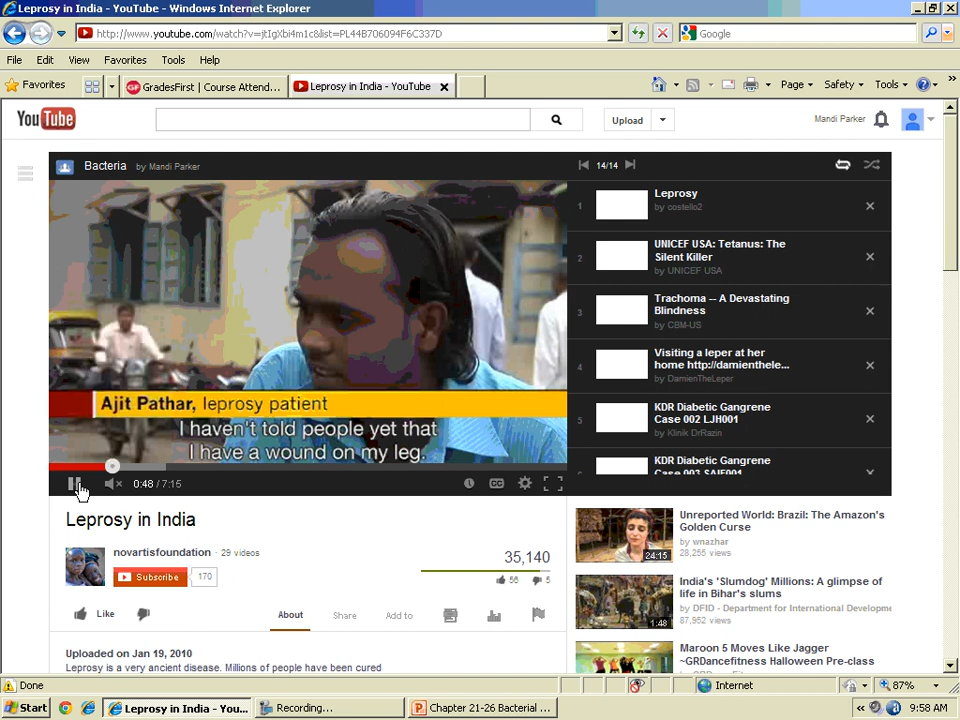 Leprosy in India - YouTube - Windows Internet Explorer
http://www.youtube.com/watch?v=jtIgXbi4m1c&list=PL44B706094F6C337D
Google
File Edit View Favorites Tools Help
Favorites
GradesFirst | Course Attend...
Leprosy in India - YouTube
Page Safety Tools
YouTube
Upload
Mandi Parker
Bacteria by Mandi Parker
14/14
1 Leprosy
by costello2
2 UNICEF USA: Tetanus: The
Silent Killer
by UNICEF USA
3 Trachoma -- A Devastating
Blindness
by CBM-US
4 Visiting a leper at her
home http://damienthele...
by DamienTheLeper
5 KDR Diabetic Gangrene
Case 002 LJH001
by Klinik DrRazin
KDR Diabetic Gangrene
Case 003 SAIF001
Ajit Pathar, leprosy patient
I haven't told people yet that
I have a wound on my leg.
0:48 / 7:15
CC
Leprosy in India
novartisfoundation · 29 videos
Subscribe 170
35,140
56 5
Like
About Share Add to
Uploaded on Jan 19, 2010
Leprosy is a very ancient disease. Millions of people have been cured
Unreported World: Brazil: The Amazon's
Golden Curse
by wnazhar
28,255 views
24:15
India's 'Slumdog' Millions: A glimpse of
life in Bihar's slums
by DFID - Department for International Developme
87,952 views
1:48
Maroon 5 Moves Like Jagger
~GRDancefitness Halloween Pre-class
Done
Internet
87%
Start
Leprosy in India - You...
Recording...
Chapter 21-26 Bacterial ...
9:58 AM